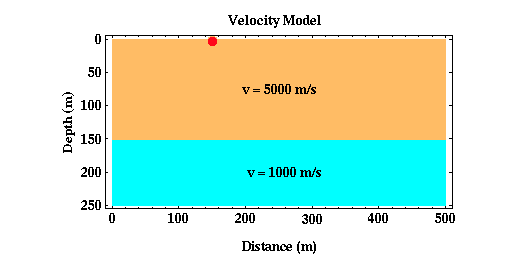 Velocity Model
0
50
v = 5000 m/s
100
Depth (m)
150
v = 1000 m/s
200
250
0 100 200 300 400 500
Distance (m)